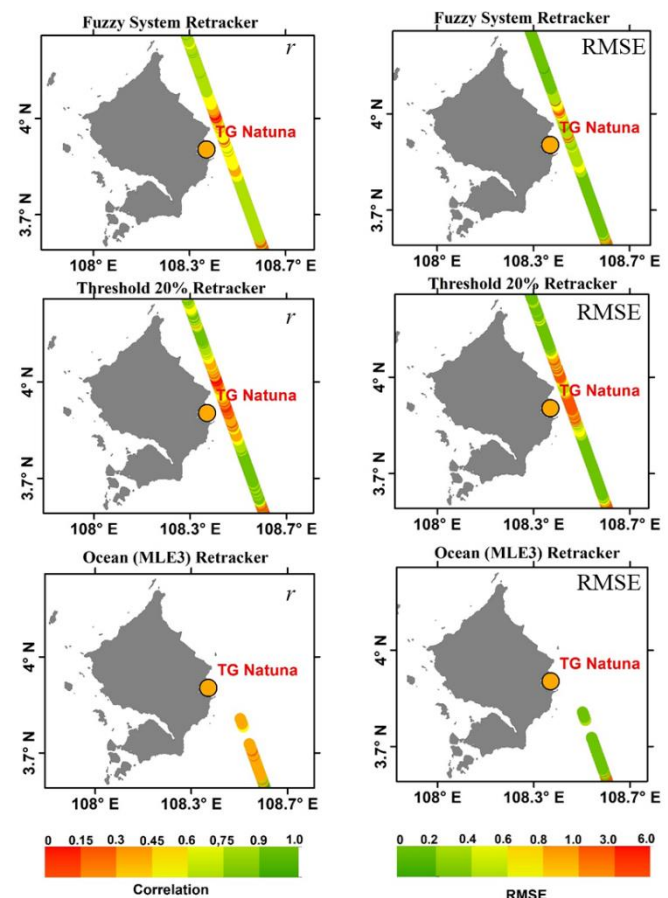 Fuzzy System Retracker
r
4° N
TG Natuna
3.7° N
108° E 108.3° E 108.7° E
Fuzzy System Retracker
RMSE
4° N
TG Natuna
3.7° N
108° E 108.3° E 108.7° E
Threshold 20% Retracker
r
4° N
TG Natuna
3.7° N
108° E 108.3° E 108.7° E
Threshold 20% Retracker
RMSE
4° N
TG Natuna
3.7° N
108° E 108.3° E 108.7° E
Ocean (MLE3) Retracker
r
4° N
TG Natuna
3.7° N
108° E 108.3° E 108.7° E
Ocean (MLE3) Retracker
RMSE
4° N
TG Natuna
3.7° N
108° E 108.3° E 108.7° E
0 0.15 0.3 0.45 0.6 0,75 0.9 1.0
Correlation
0 0.2 0.4 0.6 0.8 1.0 3.0 6.0
RMSE